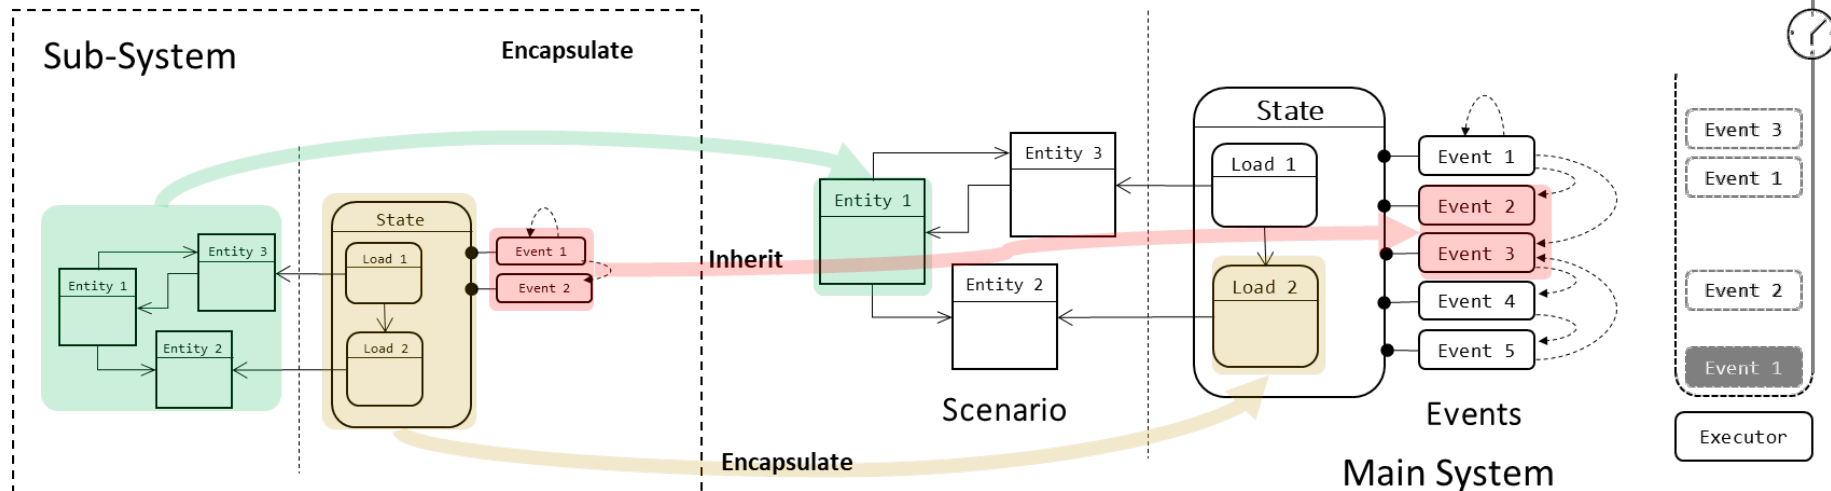 Sub-System
Encapsulate
Entity 3
Entity 1
Entity 2
State
Load 1
Load 2
Event 1
Event 2
Inherit
Encapsulate
Entity 3
Entity 1
Entity 2
Scenario
State
Load 1
Load 2
Event 1
Event 2
Event 3
Event 4
Event 5
Events
Main System
Event 3
Event 1
Event 2
Event 1
Executor